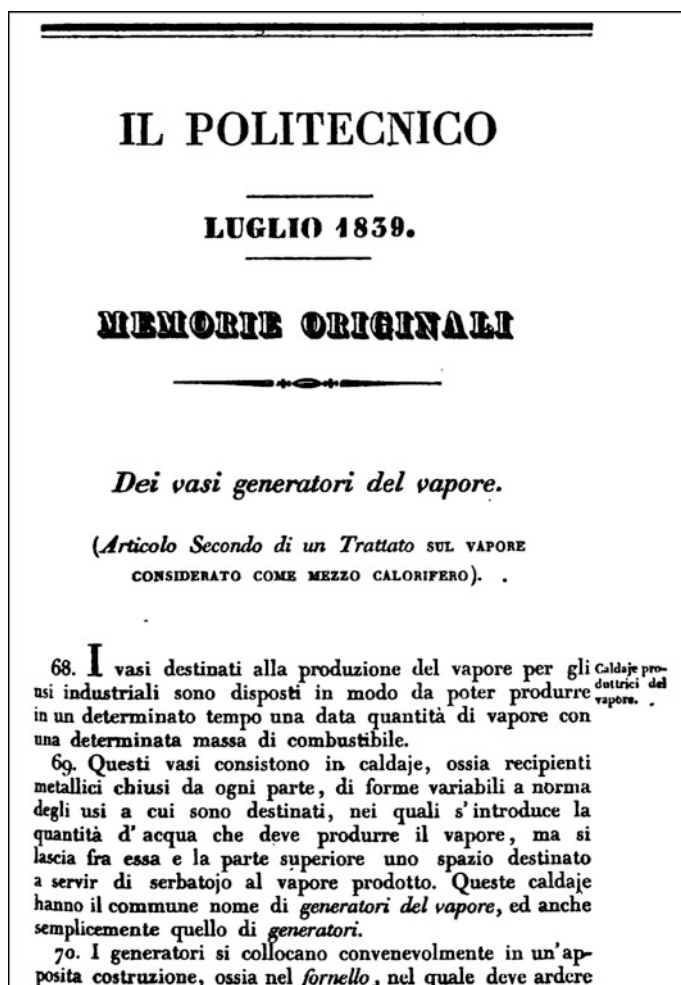 IL POLITECNICO
LUGLIO 1839.
MEMORIE ORIGINALI
Dei vasi generatori del vapore.
(Articolo Secondo di un Trattato SUL VAPORE
CONSIDERATO COME MEZZO CALORIFERO).
68. I vasi destinati alla produzione del vapore per gli
usi industriali sono disposti in modo da poter produrre
in un determinato tempo una data quantità di vapore con
una determinata massa di combustibile.
Caldaje pro-
duttrici del
vapore.
69. Questi vasi consistono in caldaje, ossia recipienti
metallici chiusi da ogni parte, di forme variabili a norma
degli usi a cui sono destinati, nei quali s'introduce la
quantità d'acqua che deve produrre il vapore, ma si
lascia fra essa e la parte superiore uno spazio destinato
a servir di serbatojo al vapore prodotto. Queste caldaje
hanno il commune nome di generatori del vapore, ed anche
semplicemente quello di generatori.
70. I generatori si collocano convenevolmente in un'ap-
posita costruzione, ossia nel fornello, nel quale deve ardere